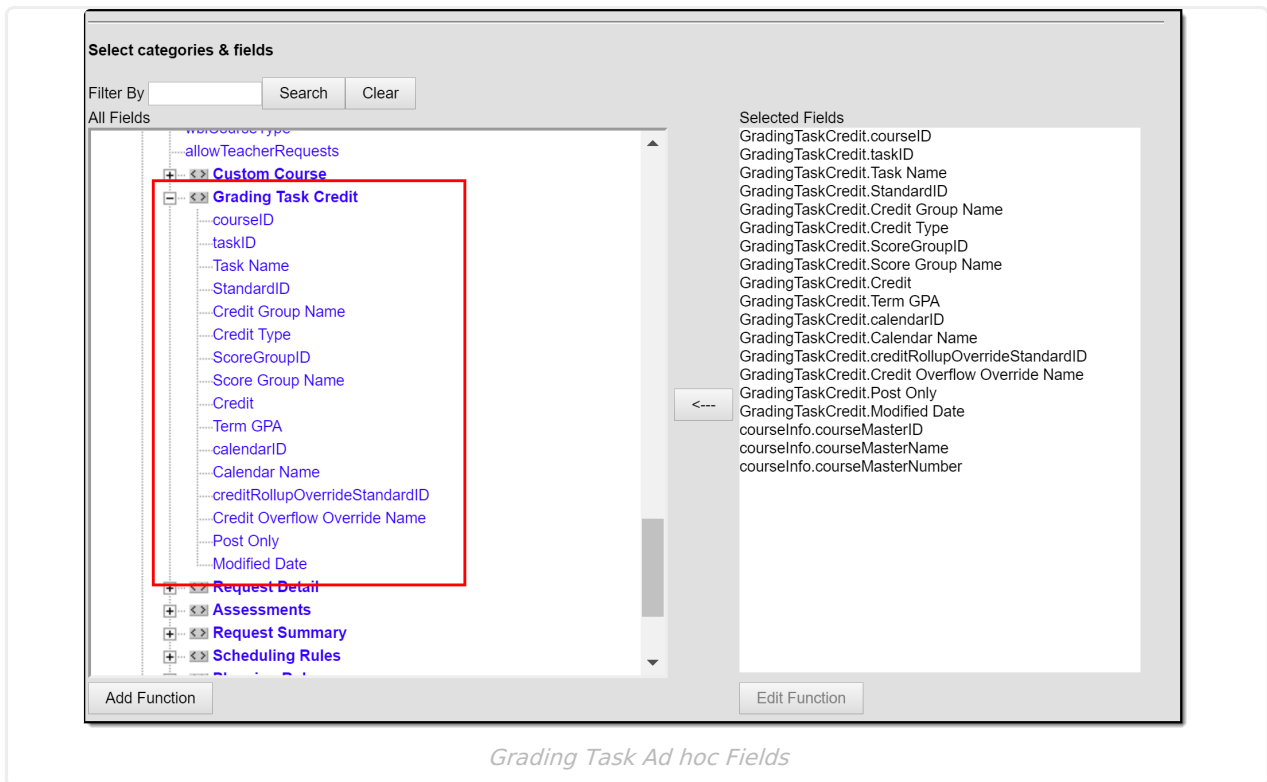 Select categories & fields
Filter By
Search
Clear
All Fields
allowTeacherRequests
Custom Course
Grading Task Credit
courseID
taskID
Task Name
StandardID
Credit Group Name
Credit Type
ScoreGroupID
Score Group Name
Credit
Term GPA
calendarID
Calendar Name
creditRollupOverrideStandardID
Credit Overflow Override Name
Post Only
Modified Date
Request Detail
Assessments
Request Summary
Scheduling Rules
Add Function
<---
Selected Fields
GradingTaskCredit.courseID
GradingTaskCredit.taskID
GradingTaskCredit.Task Name
GradingTaskCredit.StandardID
GradingTaskCredit.Credit Group Name
GradingTaskCredit.Credit Type
GradingTaskCredit.ScoreGroupID
GradingTaskCredit.Score Group Name
GradingTaskCredit.Credit
GradingTaskCredit.Term GPA
GradingTaskCredit.calendarID
GradingTaskCredit.Calendar Name
GradingTaskCredit.creditRollupOverrideStandardID
GradingTaskCredit.Credit Overflow Override Name
GradingTaskCredit.Post Only
GradingTaskCredit.Modified Date
courseInfo.courseMasterID
courseInfo.courseMasterName
courseInfo.courseMasterNumber
Edit Function
Grading Task Ad hoc Fields